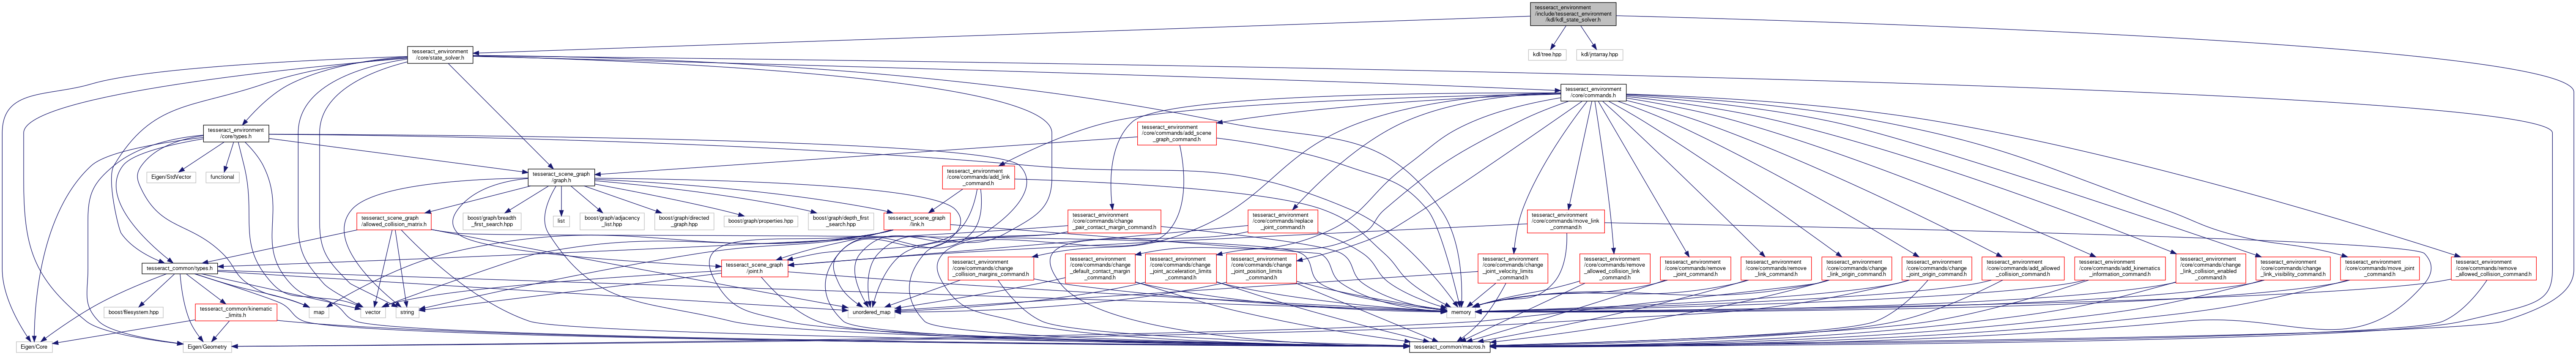 tesseract_environment
/include/tesseract_environment
/kdl/kdl_state_solver.h
tesseract_environment
/core/state_solver.h
kdl/tree.hpp
kdl/jntarray.hpp
tesseract_environment
/core/commands.h
tesseract_environment
/core/types.h
tesseract_environment
/core/commands/add_scene
_graph_command.h
Eigen/StdVector
functional
tesseract_scene_graph
/graph.h
tesseract_environment
/core/commands/add_link
_command.h
tesseract_scene_graph
/allowed_collision_matrix.h
boost/graph/breadth
_first_search.hpp
list
boost/graph/adjacency
_list.hpp
boost/graph/directed
_graph.hpp
boost/graph/properties.hpp
boost/graph/depth_first
_search.hpp
tesseract_scene_graph
/link.h
tesseract_environment
/core/commands/change
_pair_contact_margin_command.h
tesseract_environment
/core/commands/replace
_joint_command.h
tesseract_environment
/core/commands/move_link
_command.h
tesseract_common/types.h
tesseract_scene_graph
/joint.h
tesseract_environment
/core/commands/change
_collision_margins_command.h
tesseract_environment
/core/commands/change
_default_contact_margin
_command.h
tesseract_environment
/core/commands/change
_joint_acceleration_limits
_command.h
tesseract_environment
/core/commands/change
_joint_position_limits
_command.h
tesseract_environment
/core/commands/change
_joint_velocity_limits
_command.h
tesseract_environment
/core/commands/remove
_allowed_collision_link
_command.h
tesseract_environment
/core/commands/remove
_joint_command.h
tesseract_environment
/core/commands/remove
_link_command.h
tesseract_environment
/core/commands/change
_link_origin_command.h
tesseract_environment
/core/commands/change
_joint_origin_command.h
tesseract_environment
/core/commands/add_allowed
_collision_command.h
tesseract_environment
/core/commands/add_kinematics
_information_command.h
tesseract_environment
/core/commands/change
_link_collision_enabled
_command.h
tesseract_environment
/core/commands/change
_link_visibility_command.h
tesseract_environment
/core/commands/move_joint
_command.h
tesseract_environment
/core/commands/remove
_allowed_collision_command.h
boost/filesystem.hpp
tesseract_common/kinematic
_limits.h
map
vector
string
unordered_map
memory
Eigen/Core
Eigen/Geometry
tesseract_common/macros.h